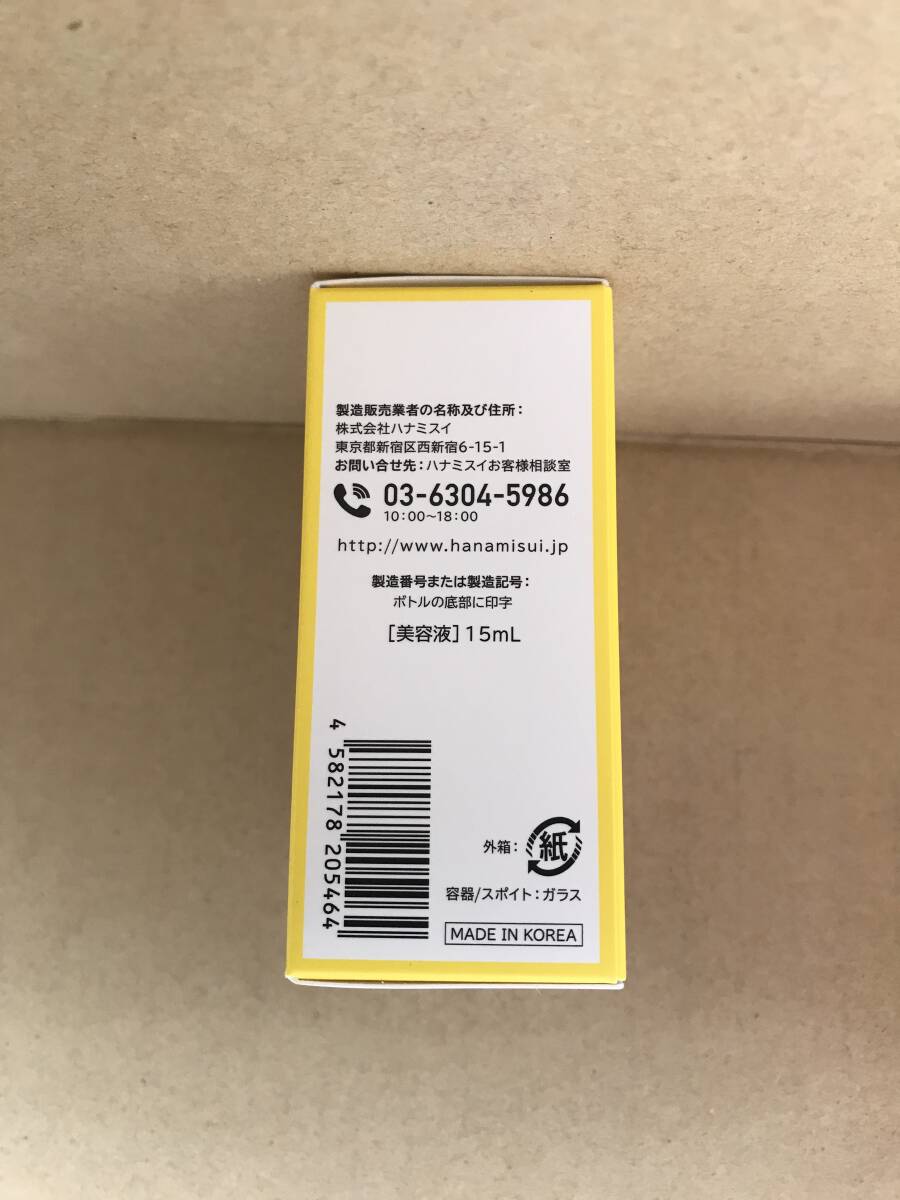 製造販売業者の名称及び住所：
株式会社ハナミスイ
東京都新宿区西新宿6-15-1
お問い合せ先：ハナミスイお客様相談室
03-6304-5986
10：00～18：00
http://www.hanamisui.jp
製造番号または製造記号：
ボトルの底部に印字
［美容液］15mL
4 582178 205464
外箱： 紙
容器/スポイト：ガラス
MADE IN KOREA